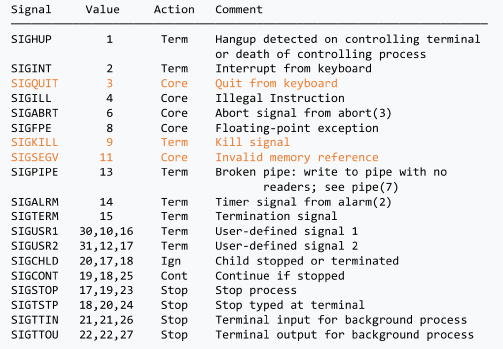 Signal Value Action Comment
SIGHUP 1 Term Hangup detected on controlling terminal
or death of controlling process
SIGINT 2 Term Interrupt from keyboard
SIGQUIT 3 Core Quit from keyboard
SIGILL 4 Core Illegal Instruction
SIGABRT 6 Core Abort signal from abort(3)
SIGFPE 8 Core Floating-point exception
SIGKILL 9 Term Kill signal
SIGSEGV 11 Core Invalid memory reference
SIGPIPE 13 Term Broken pipe: write to pipe with no
readers; see pipe(7)
SIGALRM 14 Term Timer signal from alarm(2)
SIGTERM 15 Term Termination signal
SIGUSR1 30,10,16 Term User-defined signal 1
SIGUSR2 31,12,17 Term User-defined signal 2
SIGCHLD 20,17,18 Ign Child stopped or terminated
SIGCONT 19,18,25 Cont Continue if stopped
SIGSTOP 17,19,23 Stop Stop process
SIGTSTP 18,20,24 Stop Stop typed at terminal
SIGTTIN 21,21,26 Stop Terminal input for background process
SIGTTOU 22,22,27 Stop Terminal output for background process